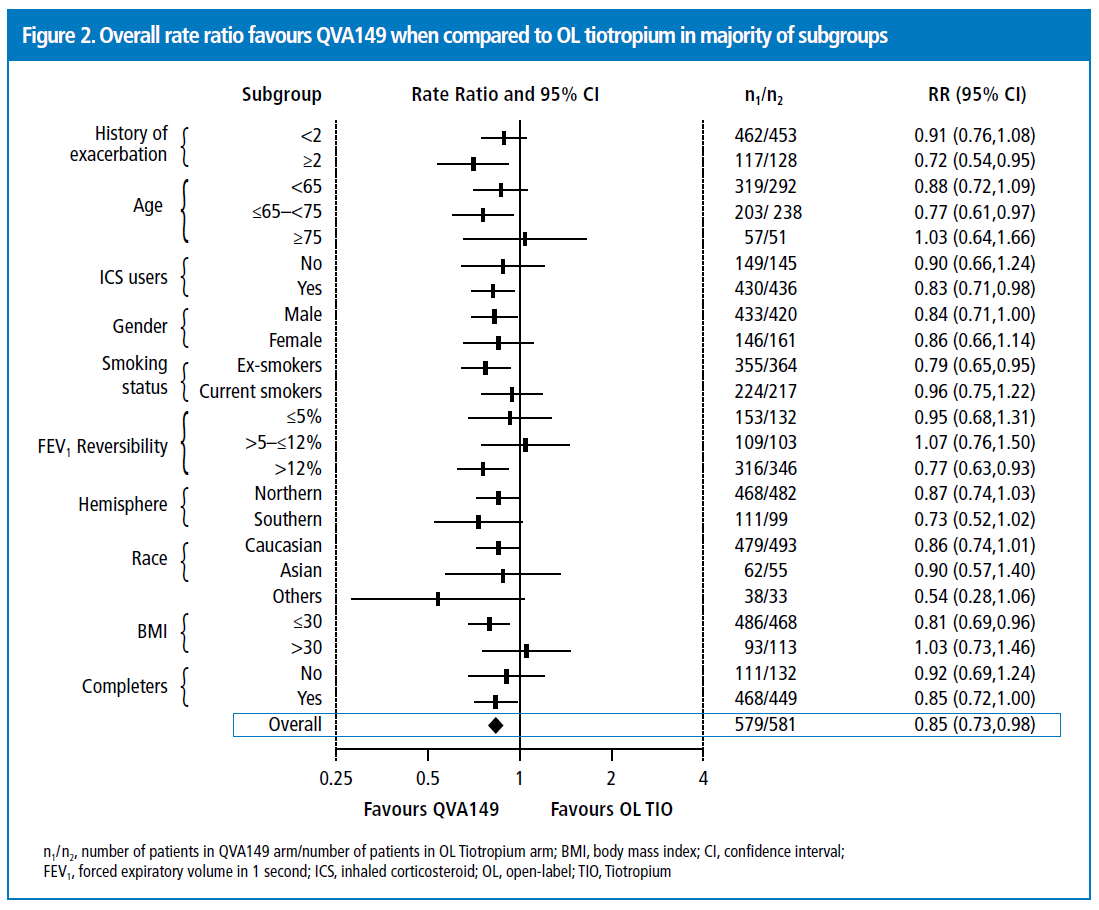 Figure 2. Overall rate ratio favours QVA149 when compared to OL tiotropium in majority of subgroups
Subgroup Rate Ratio and 95% CI n₁/n₂ RR (95% CI)
History of exacerbation <2 462/453 0.91 (0.76,1.08)
≥2 117/128 0.72 (0.54,0.95)
Age <65 319/292 0.88 (0.72,1.09)
≤65–<75 203/ 238 0.77 (0.61,0.97)
≥75 57/51 1.03 (0.64,1.66)
ICS users No 149/145 0.90 (0.66,1.24)
Yes 430/436 0.83 (0.71,0.98)
Gender Male 433/420 0.84 (0.71,1.00)
Female 146/161 0.86 (0.66,1.14)
Smoking status Ex-smokers 355/364 0.79 (0.65,0.95)
Current smokers 224/217 0.96 (0.75,1.22)
FEV₁ Reversibility ≤5% 153/132 0.95 (0.68,1.31)
>5–≤12% 109/103 1.07 (0.76,1.50)
>12% 316/346 0.77 (0.63,0.93)
Hemisphere Northern 468/482 0.87 (0.74,1.03)
Southern 111/99 0.73 (0.52,1.02)
Race Caucasian 479/493 0.86 (0.74,1.01)
Asian 62/55 0.90 (0.57,1.40)
Others 38/33 0.54 (0.28,1.06)
BMI ≤30 486/468 0.81 (0.69,0.96)
>30 93/113 1.03 (0.73,1.46)
Completers No 111/132 0.92 (0.69,1.24)
Yes 468/449 0.85 (0.72,1.00)
Overall 579/581 0.85 (0.73,0.98)
0.25 0.5 1 2 4
Favours QVA149 Favours OL TIO
n₁/n₂, number of patients in QVA149 arm/number of patients in OL Tiotropium arm; BMI, body mass index; CI, confidence interval;
FEV₁, forced expiratory volume in 1 second; ICS, inhaled corticosteroid; OL, open-label; TIO, Tiotropium